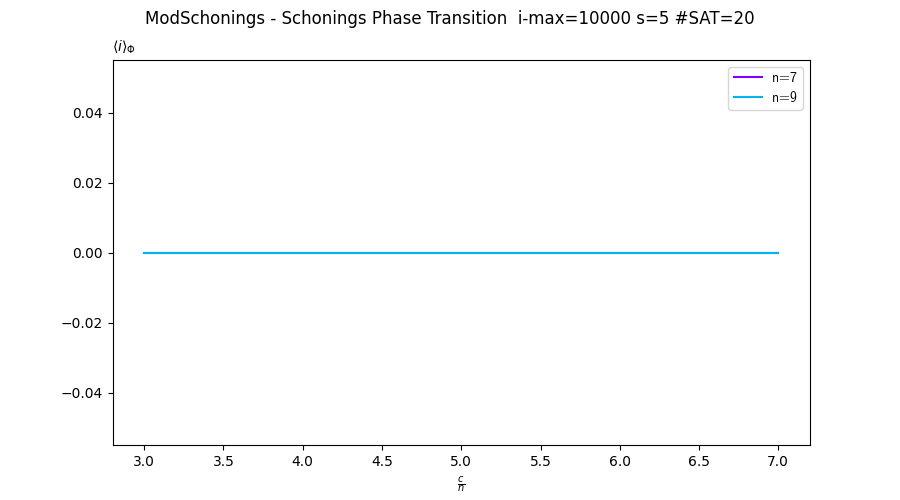 ModSchonings - Schonings Phase Transition  i-max=10000 s=5 #SAT=20
⟨i⟩Φ
n=7
n=9
0.04
0.02
0.00
−0.02
−0.04
3.0 3.5 4.0 4.5 5.0 5.5 6.0 6.5 7.0
c/n